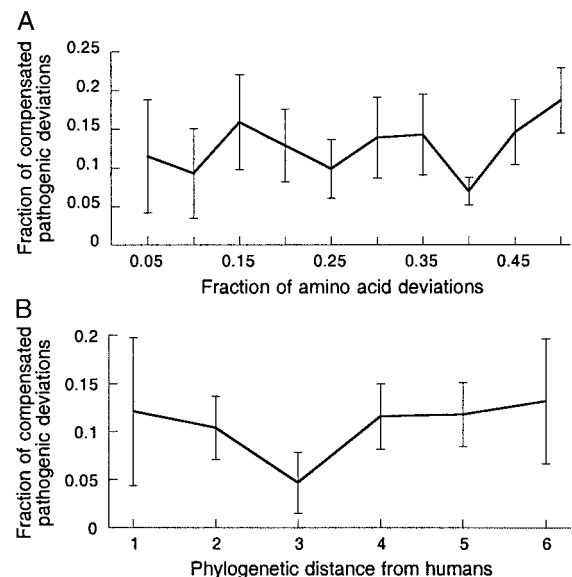 A
Fraction of compensated
pathogenic deviations
0.25
0.2
0.15
0.1
0.05
0
0.05 0.15 0.25 0.35 0.45
Fraction of amino acid deviations
B
Fraction of compensated
pathogenic deviations
0.2
0.15
0.1
0.05
0
1 2 3 4 5 6
Phylogenetic distance from humans